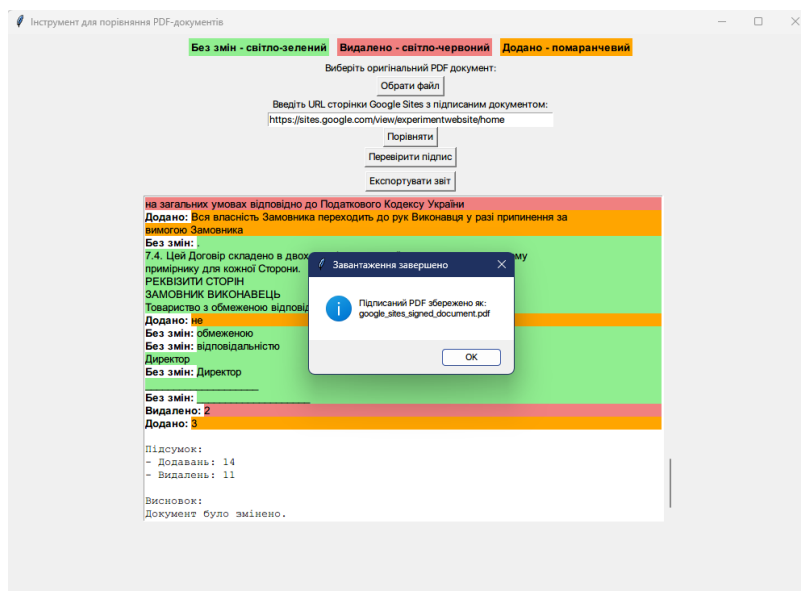 Інструмент для порівняння PDF-документів
Без змін - світло-зелений Видалено - світло-червоний Додано - помаранчевий
Виберіть оригінальний PDF документ:
Обрати файл
Введіть URL сторінки Google Sites з підписаним документом:
https://sites.google.com/view/experimentwebsite/home
Порівняти
Перевірити підпис
Експортувати звіт
на загальних умовах відповідно до Податкового Кодексу України
Додано: Вся власність Замовника переходить до рук Виконавця у разі припинення за
вимогою Замовника
Без змін: .
7.4. Цей Договір складено в двох
примірнику для кожної Сторони.
РЕКВІЗИТИ СТОРІН
ЗАМОВНИК ВИКОНАВЕЦЬ
Товариство з обмеженою
Додано: не
Без змін: обмеженою
Без змін: відповідальністю
Директор
Без змін: Директор
____________________
Без змін: ____________________
Видалено: 2
Додано: 3
Підсумок:
- Додавань: 14
- Видалень: 11
Висновок:
Документ було змінено.
Завантаження завершено
Підписаний PDF збережено як:
google_sites_signed_document.pdf
OK